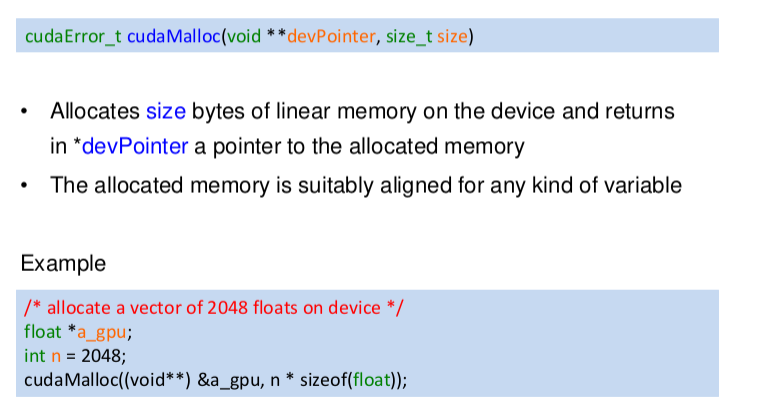 cudaError_t cudaMalloc(void **devPointer, size_t size)
• Allocates size bytes of linear memory on the device and returns
in *devPointer a pointer to the allocated memory
• The allocated memory is suitably aligned for any kind of variable
Example
/* allocate a vector of 2048 floats on device */
float *a_gpu;
int n = 2048;
cudaMalloc((void**) &a_gpu, n * sizeof(float));